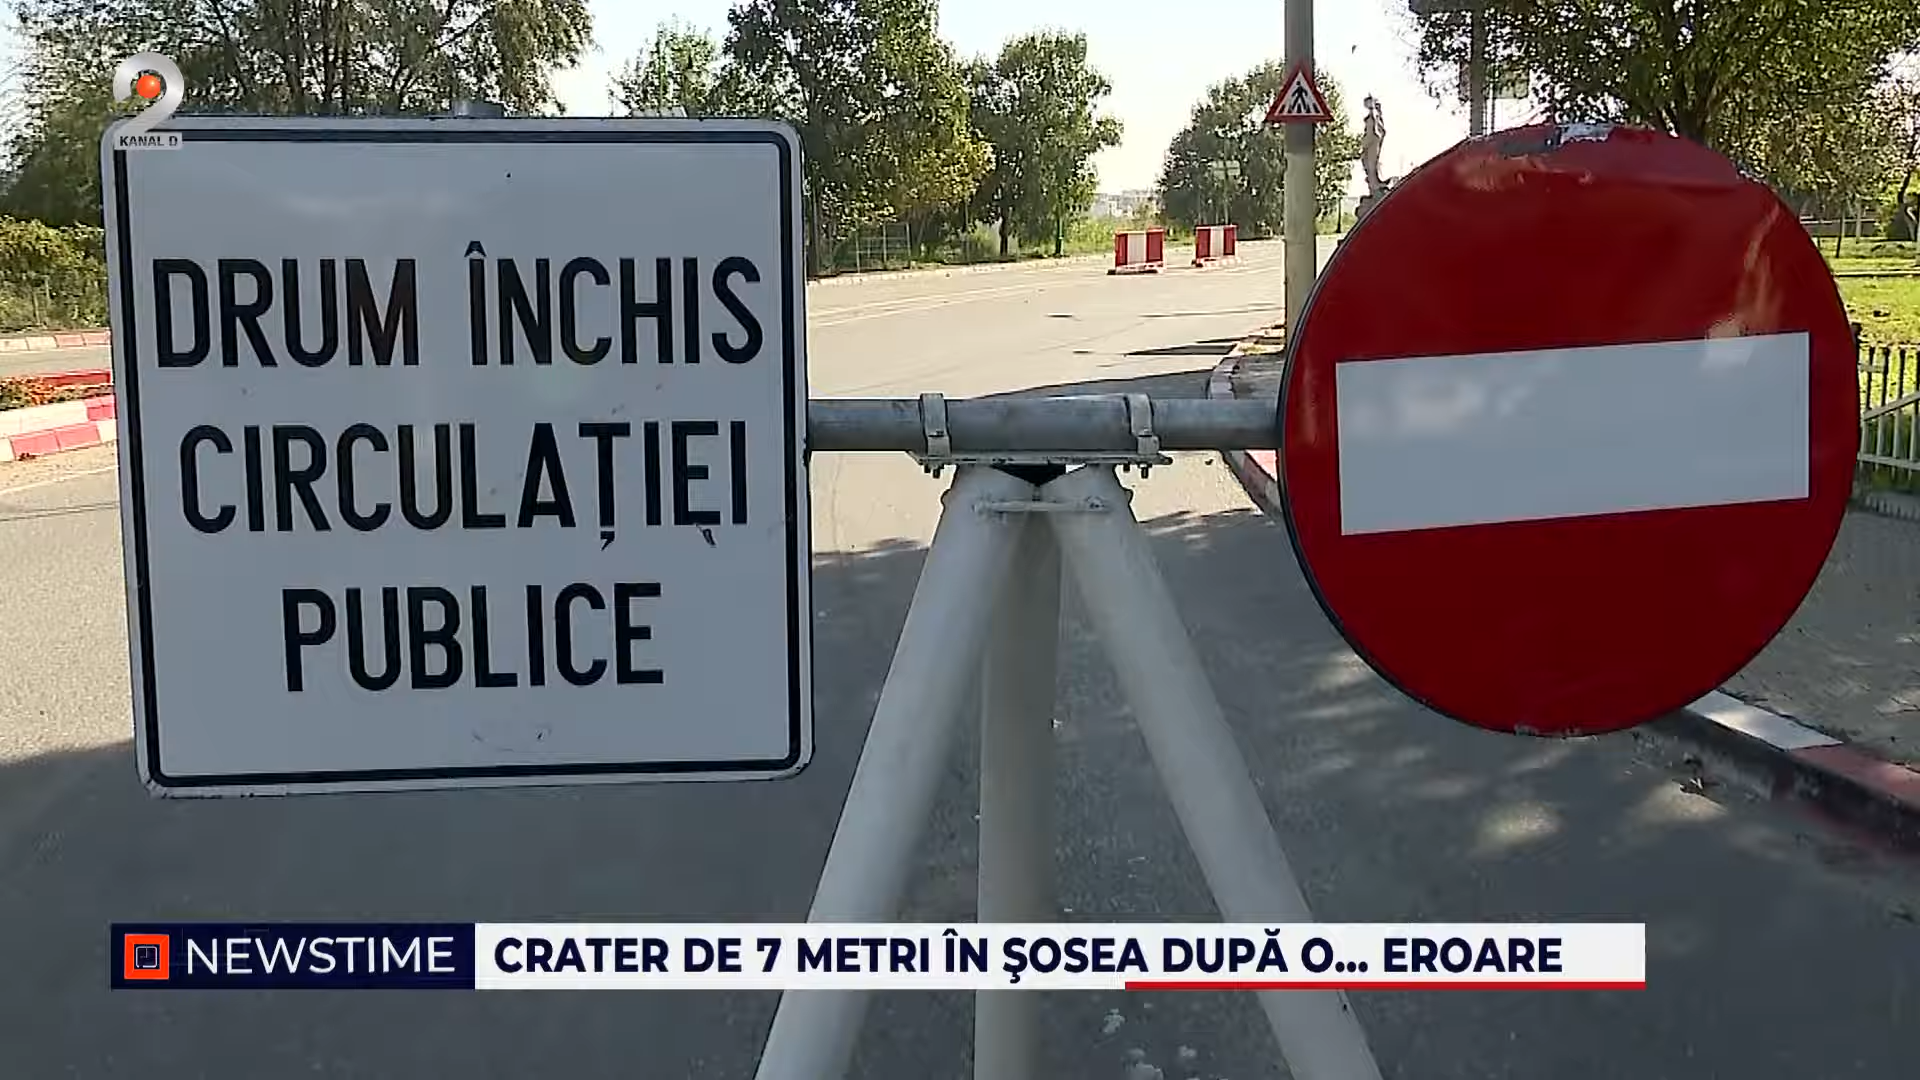 KANAL D
DRUM ÎNCHIS
CIRCULAȚIEI
PUBLICE
NEWSTIME
CRATER DE 7 METRI ÎN ŞOSEA DUPĂ O... EROARE